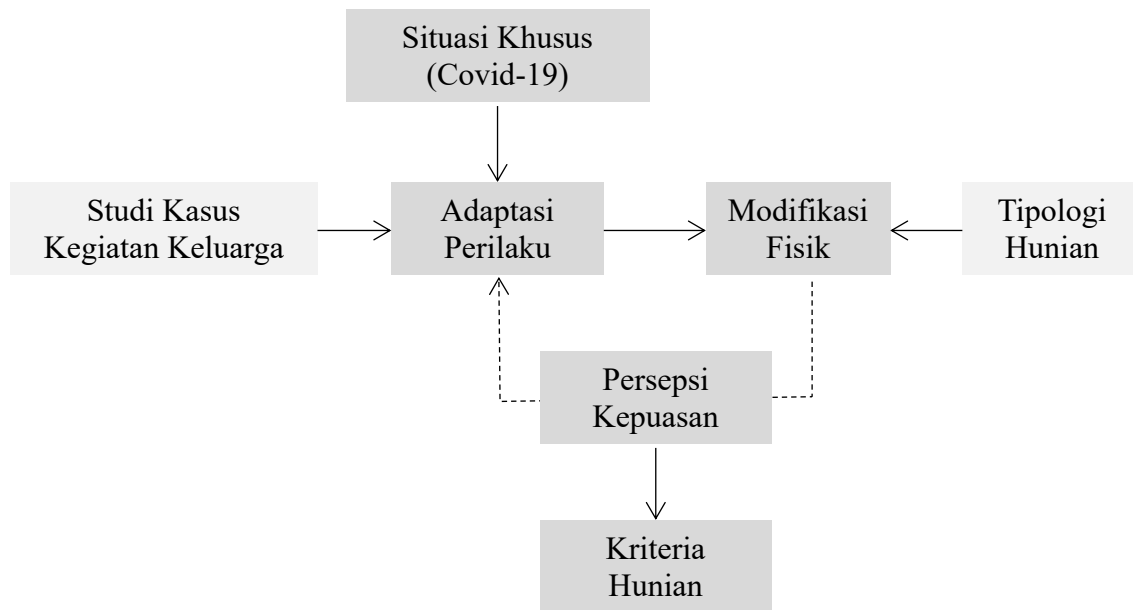 Situasi Khusus
(Covid-19)
Studi Kasus
Kegiatan Keluarga
Adaptasi
Perilaku
Modifikasi
Fisik
Tipologi
Hunian
Persepsi
Kepuasan
Kriteria
Hunian